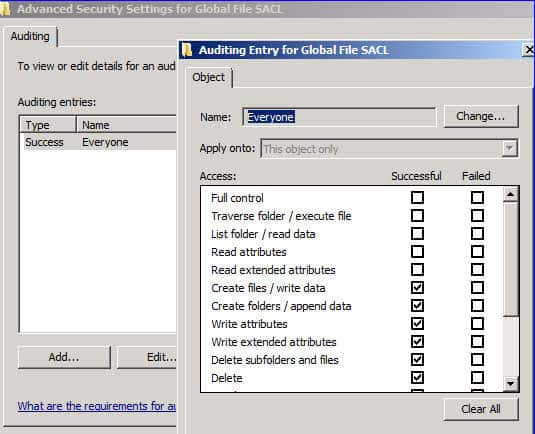 Advanced Security Settings for Global File SACL
Auditing
To view or edit details for an aud
Auditing entries:
Type Name
Success Everyone
Add... Edit...
What are the requirements for au
Auditing Entry for Global File SACL
Object
Name: Everyone Change...
Apply onto: This object only
Access: Successful Failed
Full control
Traverse folder / execute file
List folder / read data
Read attributes
Read extended attributes
Create files / write data
Create folders / append data
Write attributes
Write extended attributes
Delete subfolders and files
Delete
Clear All